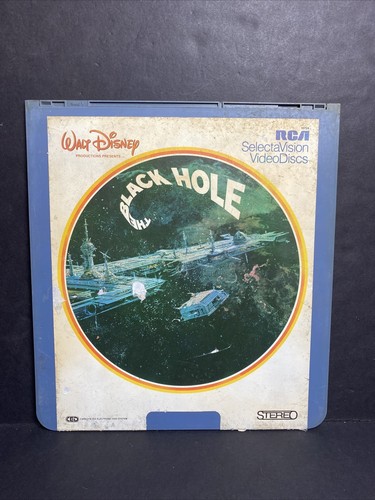 WALT DISNEY
PRODUCTIONS PRESENTS
RCA
SelectaVision
VideoDiscs
THE BLACK HOLE
CED
STEREO